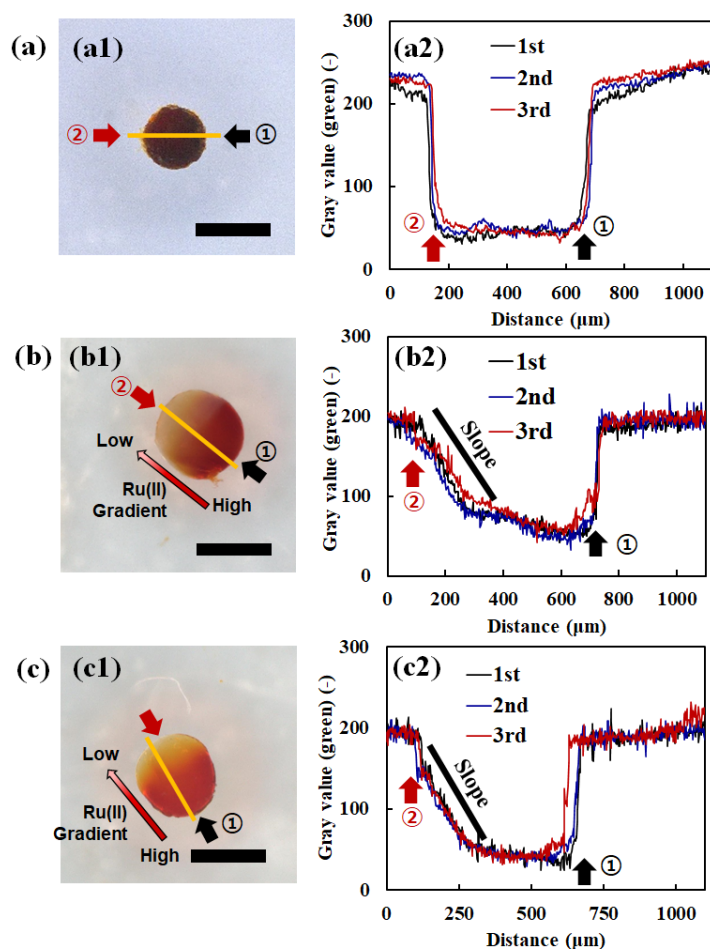 (a) (a1)
②
①
(a2)
Gray value (green) (-)
300
200
100
0
1st
2nd
3rd
②
①
0 200 400 600 800 1000
Distance (µm)
(b) (b1)
②
①
Low
Ru(II)
Gradient
High
(b2)
Gray value (green) (-)
300
200
100
0
1st
2nd
3rd
Slope
②
①
0 200 400 600 800 1000
Distance (µm)
(c) (c1)
①
Low
Ru(II)
Gradient
High
(c2)
Gray value (green) (-)
300
200
100
0
1st
2nd
3rd
Slope
②
①
0 250 500 750 1000
Distance (µm)